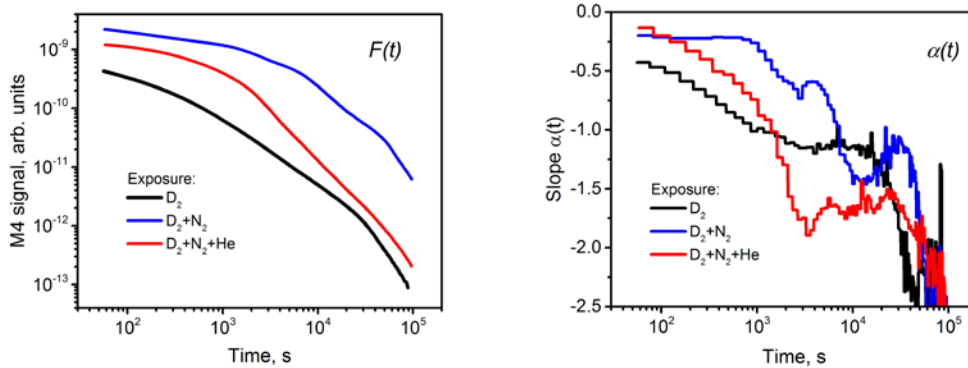 F(t)
M4 signal, arb. units
10⁻⁹
10⁻¹⁰
10⁻¹¹
10⁻¹²
10⁻¹³
Exposure:
D₂
D₂+N₂
D₂+N₂+He
10² 10³ 10⁴ 10⁵
Time, s
α(t)
Slope α(t)
0.0
-0.5
-1.0
-1.5
-2.0
-2.5
Exposure:
D₂
D₂+N₂
D₂+N₂+He
10² 10³ 10⁴ 10⁵
Time, s